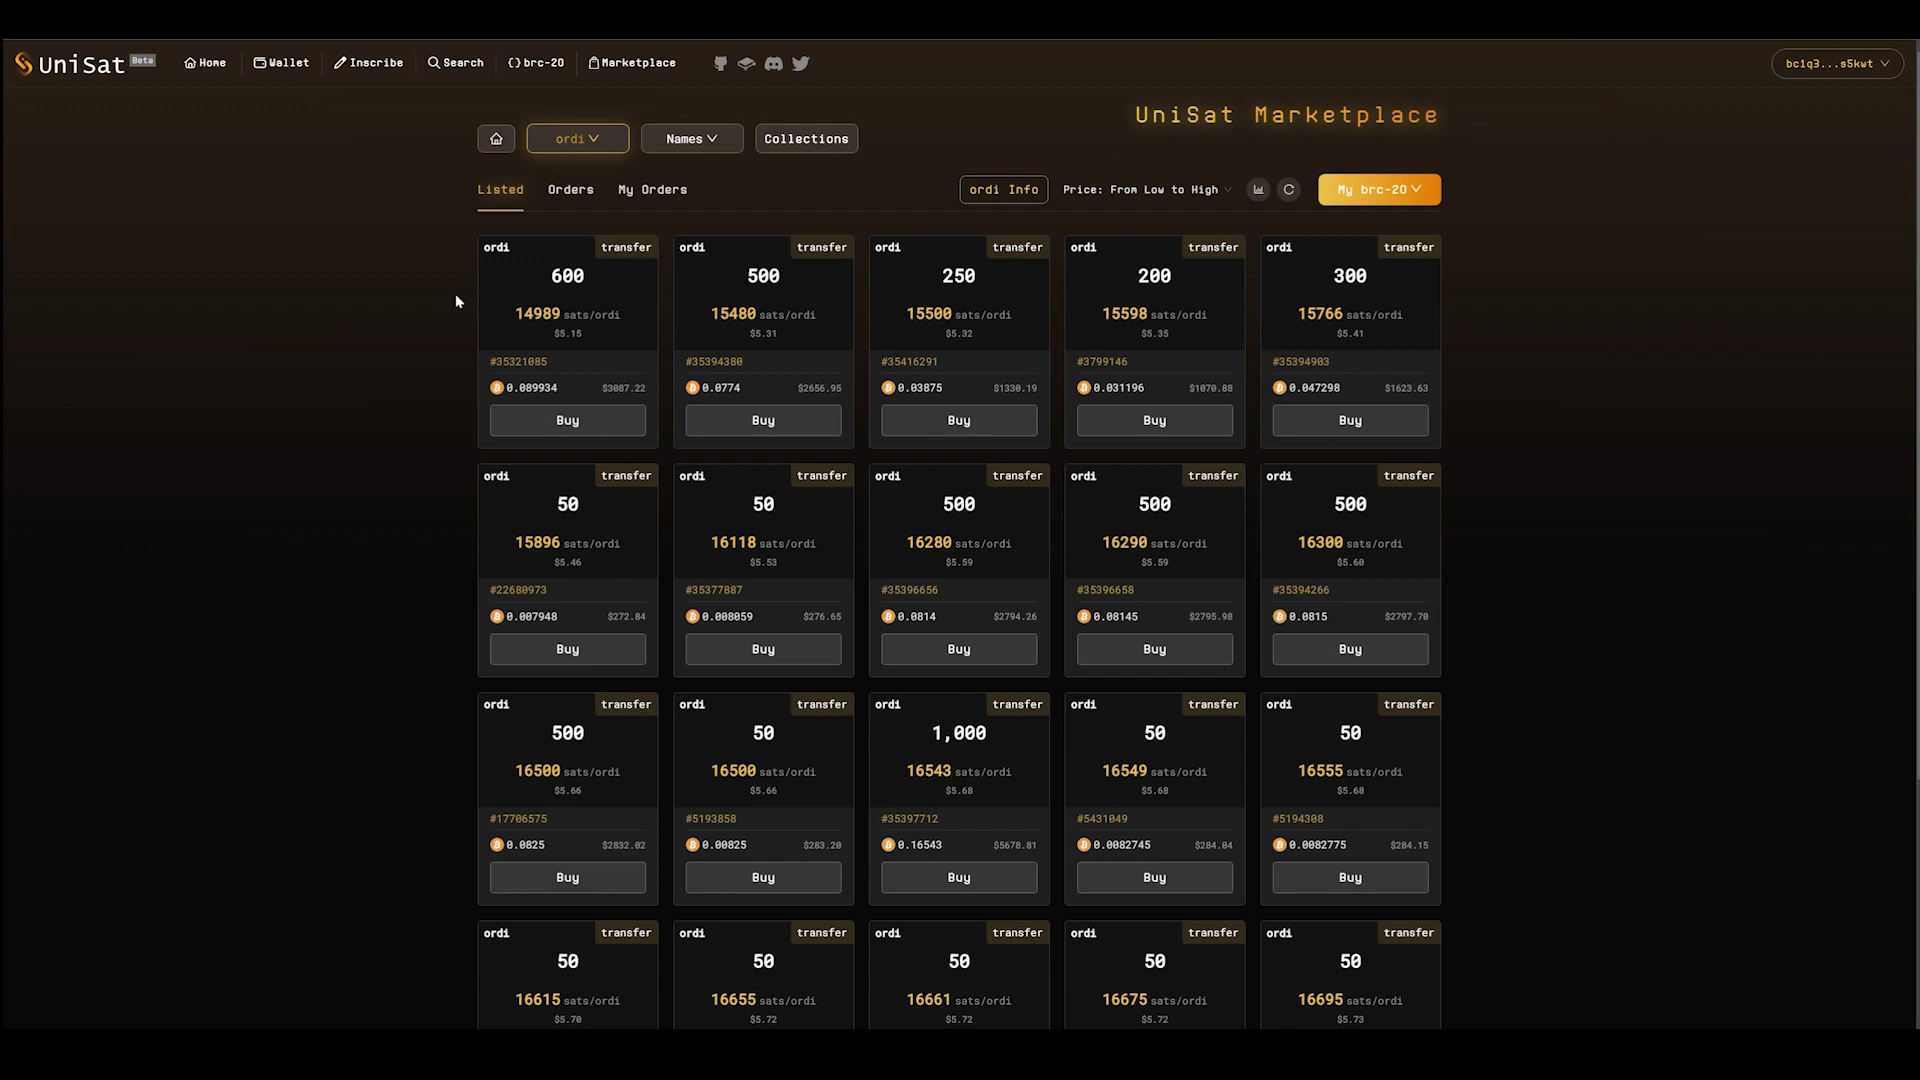 UniSat Beta Home Wallet Inscribe Search brc-20 Marketplace bc1q3...s5kwt
UniSat Marketplace
ordi Names Collections
Listed Orders My Orders ordi Info Price: From Low to High My brc-20
ordi transfer ordi transfer ordi transfer ordi transfer ordi transfer
600 500 250 200 300
14989 sats/ordi 15480 sats/ordi 15500 sats/ordi 15598 sats/ordi 15766 sats/ordi
$5.15 $5.31 $5.32 $5.35 $5.41
#35321085 #35394380 #35416291 #3799146 #35394903
0.089934 $3087.22 0.0774 $2656.95 0.03875 $1330.19 0.031196 $1070.88 0.047298 $1623.63
Buy Buy Buy Buy Buy
ordi transfer ordi transfer ordi transfer ordi transfer ordi transfer
50 50 500 500 500
15896 sats/ordi 16118 sats/ordi 16280 sats/ordi 16290 sats/ordi 16300 sats/ordi
$5.46 $5.53 $5.59 $5.59 $5.60
#22680973 #35377887 #35396656 #35396658 #35394266
0.007948 $272.84 0.008059 $276.65 0.0814 $2794.26 0.08145 $2795.98 0.0815 $2797.70
Buy Buy Buy Buy Buy
ordi transfer ordi transfer ordi transfer ordi transfer ordi transfer
500 50 1,000 50 50
16500 sats/ordi 16500 sats/ordi 16543 sats/ordi 16549 sats/ordi 16555 sats/ordi
$5.66 $5.66 $5.68 $5.68 $5.68
#17706575 #5193858 #35397712 #5431049 #5194308
0.0825 $2832.02 0.00825 $283.20 0.16543 $5678.81 0.0082745 $284.04 0.0082775 $284.15
Buy Buy Buy Buy Buy
ordi transfer ordi transfer ordi transfer ordi transfer ordi transfer
50 50 50 50 50
16615 sats/ordi 16655 sats/ordi 16661 sats/ordi 16675 sats/ordi 16695 sats/ordi
$5.70 $5.72 $5.72 $5.72 $5.73